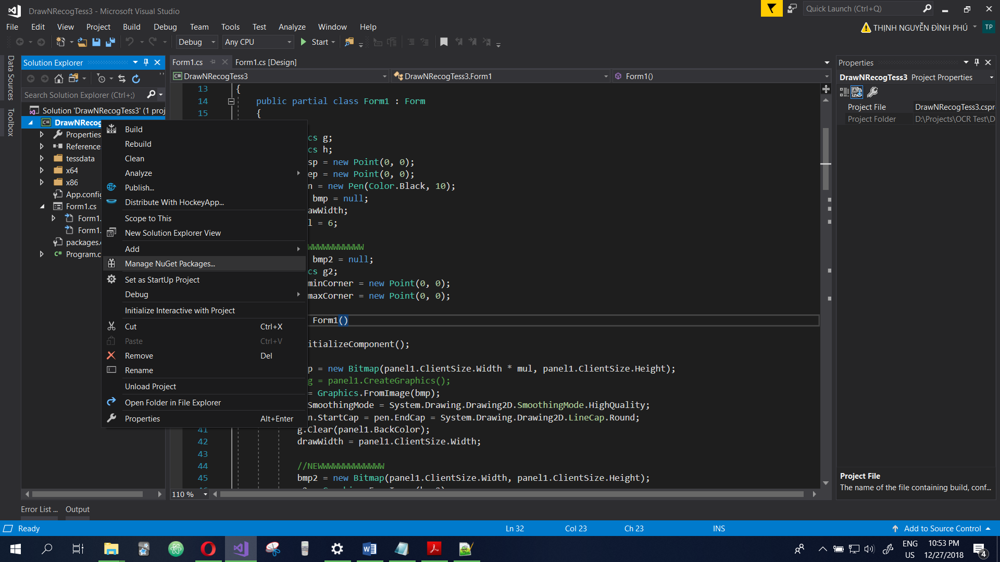 DrawNRecogTess3 - Microsoft Visual Studio
Quick Launch (Ctrl+Q)
File Edit View Project Build Debug Team Tools Test Analyze Window Help
THỊNH NGUYỄN ĐÌNH PHÚ
TP
Debug Any CPU Start
Data Sources
Toolbox
Solution Explorer
Search Solution Explorer (Ctrl+;)
Solution 'DrawNRecogTess3' (1 proj
DrawNRecog
Properties
Reference
tessdata
x64
x86
App.config
Form1.cs
Form1.
Form1.
packages.c
Program.c
Build
Rebuild
Clean
Analyze
Publish...
Distribute With HockeyApp...
Scope to This
New Solution Explorer View
Add
Manage NuGet Packages...
Set as StartUp Project
Debug
Initialize Interactive with Project
Cut Ctrl+X
Paste Ctrl+V
Remove Del
Rename
Unload Project
Open Folder in File Explorer
Properties Alt+Enter
Form1.cs Form1.cs [Design]
DrawNRecogTess3 DrawNRecogTess3.Form1 Form1()
13 {
14 public partial class Form1 : Form
15 {
cs g;
cs h;
sp = new Point(0, 0);
ep = new Point(0, 0);
n = new Pen(Color.Black, 10);
bmp = null;
awWidth;
l = 6;
WWWWWWWWWWW
bmp2 = null;
cs g2;
minCorner = new Point(0, 0);
maxCorner = new Point(0, 0);
Form1()
itializeComponent();
p = new Bitmap(panel1.ClientSize.Width * mul, panel1.ClientSize.Height);
g = panel1.CreateGraphics();
= Graphics.FromImage(bmp);
SmoothingMode = System.Drawing.Drawing2D.SmoothingMode.HighQuality;
n.StartCap = pen.EndCap = System.Drawing.Drawing2D.LineCap.Round;
41 g.Clear(panel1.BackColor);
42 drawWidth = panel1.ClientSize.Width;
43
44 //NEWWWWWWWWWWWWW
45 bmp2 = new Bitmap(panel1.ClientSize.Width, panel1.ClientSize.Height);
110 %
Properties
DrawNRecogTess3 Project Properties
Project File DrawNRecogTess3.cspr
Project Folder D:\Projects\OCR Test\D
Project File
The name of the file containing build, conf...
Error List ... Output
Ready Ln 32 Col 23 Ch 23 INS Add to Source Control
ENG
US
10:53 PM
12/27/2018
4